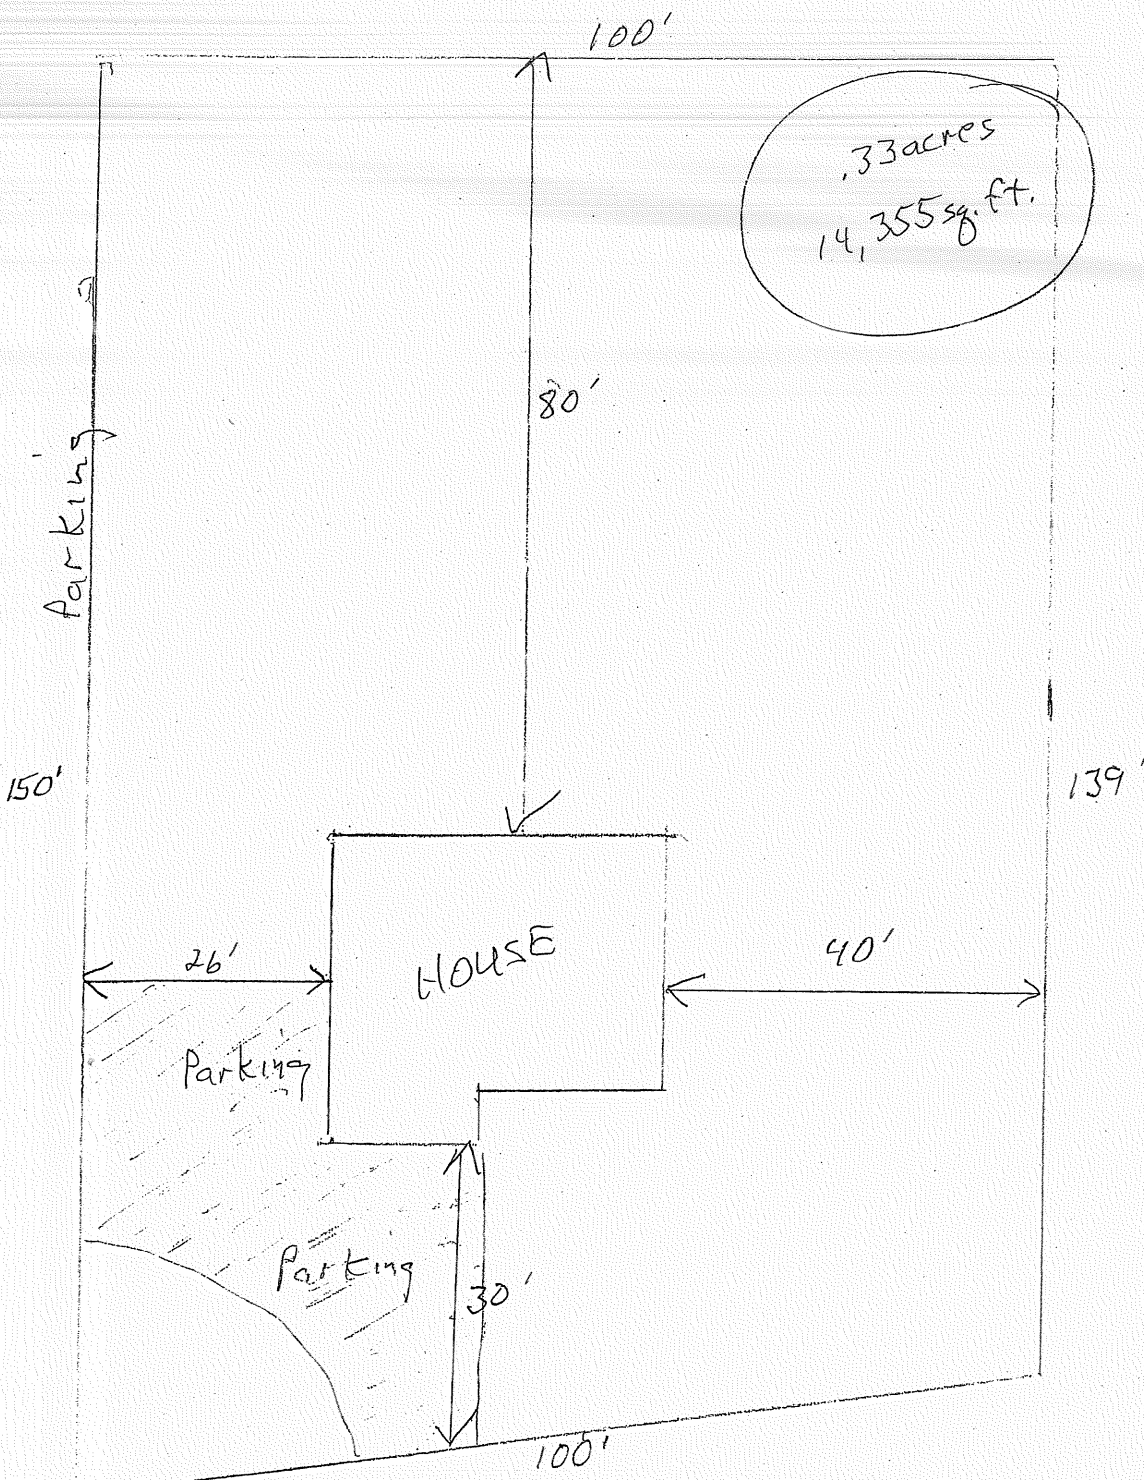 100'
.33acres
14,355sq.ft.
80'
Parking
150'
139'
HOUSE
26'
40'
Parking
Parking
30'
100'